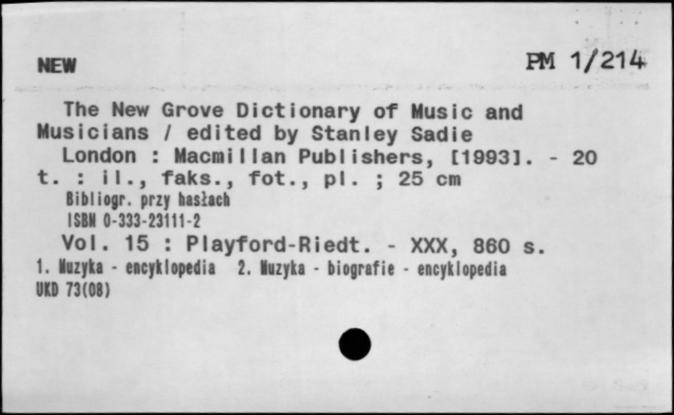 NEW PM 1/214
The New Grove Dictionary of Music and
Musicians / edited by Stanley Sadie
London : Macmillan Publishers, [1993]. - 20
t. : il., faks., fot., pl. ; 25 cm
Bibliogr. przy hasłach
ISBN 0-333-23111-2
Vol. 15 : Playford-Riedt. - XXX, 860 s.
1. Muzyka - encyklopedia 2. Muzyka - biografie - encyklopedia
UKD 73(08)